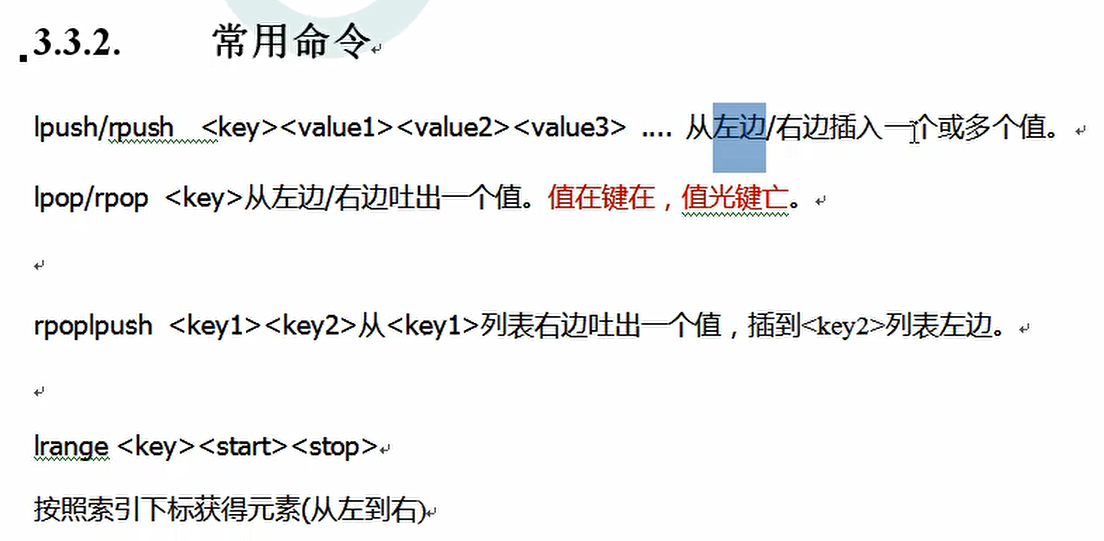 3.3.2. 常用命令
lpush/rpush <key><value1><value2><value3> .... 从左边/右边插入一个或多个值。
lpop/rpop <key>从左边/右边吐出一个值。值在键在，值光键亡。
rpoplpush <key1><key2>从<key1>列表右边吐出一个值，插到<key2>列表左边。
lrange <key><start><stop>
按照索引下标获得元素(从左到右)